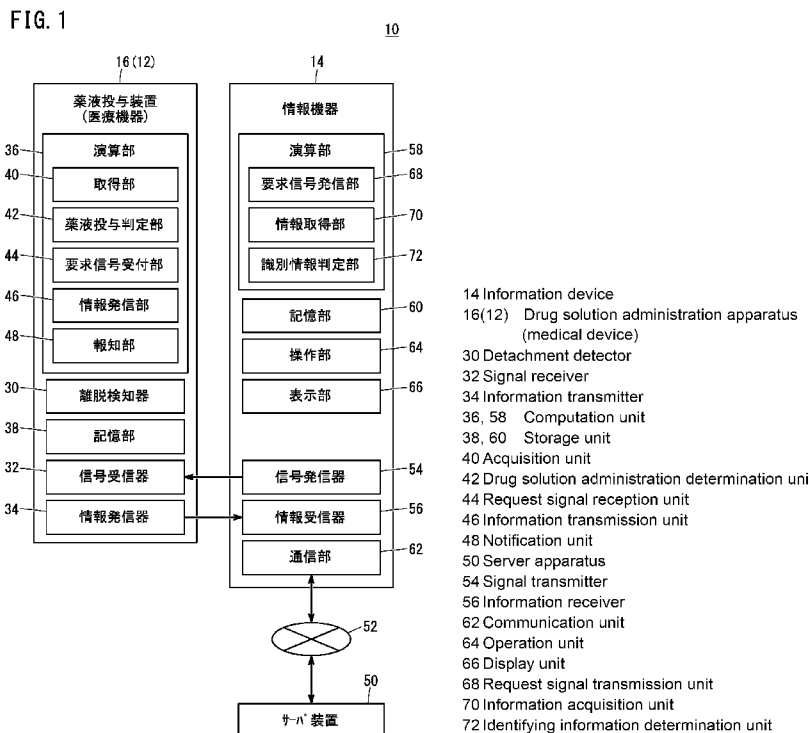 FIG. 1
10
16(12)
14
薬液投与装置
(医療機器)
36
演算部
40
取得部
42
薬液投与判定部
44
要求信号受付部
46
情報発信部
48
報知部
30
離脱検知器
38
記憶部
32
信号受信器
34
情報発信器
情報機器
58
演算部
68
要求信号発信部
70
情報取得部
72
識別情報判定部
60
記憶部
64
操作部
66
表示部
54
信号発信器
56
情報受信器
62
通信部
52
50
サーバ装置
14 Information device
16(12) Drug solution administration apparatus
(medical device)
30 Detachment detector
32 Signal receiver
34 Information transmitter
36, 58 Computation unit
38, 60 Storage unit
40 Acquisition unit
42 Drug solution administration determination uni
44 Request signal reception unit
46 Information transmission unit
48 Notification unit
50 Server apparatus
54 Signal transmitter
56 Information receiver
62 Communication unit
64 Operation unit
66 Display unit
68 Request signal transmission unit
70 Information acquisition unit
72 Identifying information determination unit